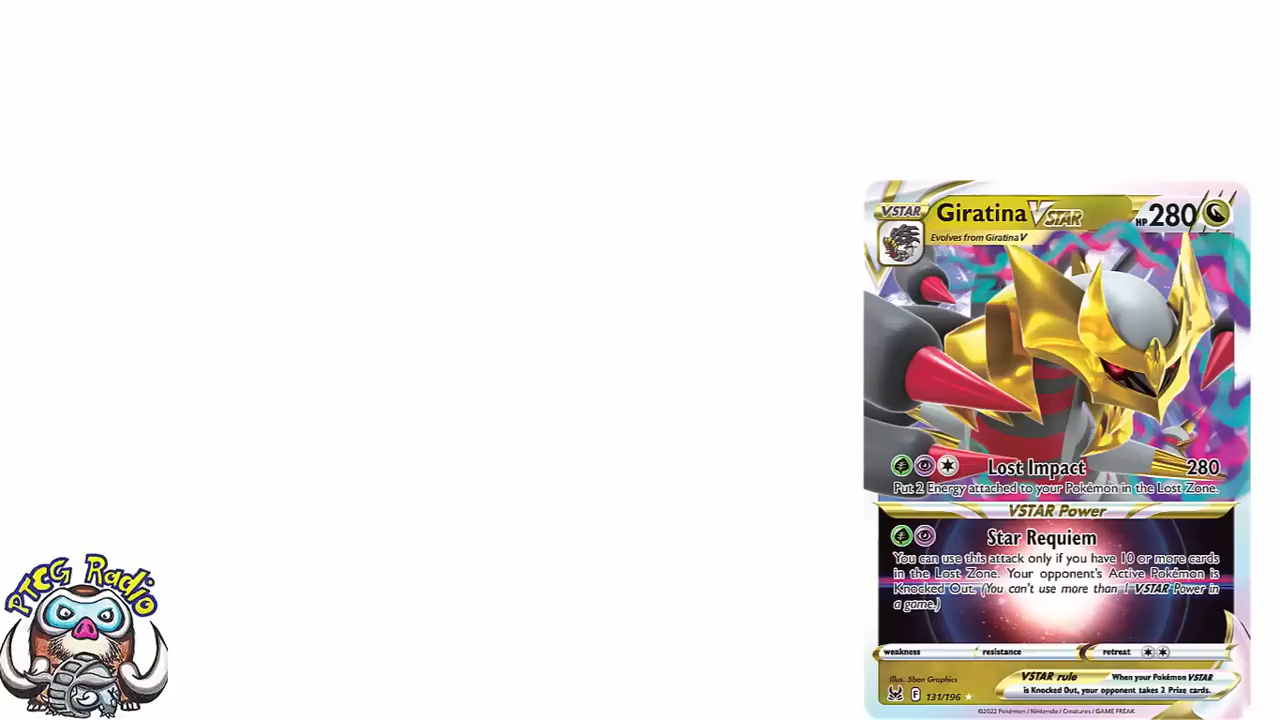 VSTAR
Giratina VSTAR
HP 280
Evolves from Giratina V
Lost Impact 280
Put 2 Energy attached to your Pokémon in the Lost Zone.
VSTAR Power
Star Requiem
You can use this attack only if you have 10 or more cards
in the Lost Zone. Your opponent's Active Pokémon is
Knocked Out. (You can't use more than 1 VSTAR Power in
a game.)
weakness resistance retreat
Illus. 5ban Graphics
F 131/196
VSTAR rule When your Pokémon VSTAR
is Knocked Out, your opponent takes 2 Prize cards.
©2022 Pokémon / Nintendo / Creatures / GAME FREAK
PTCG Radio